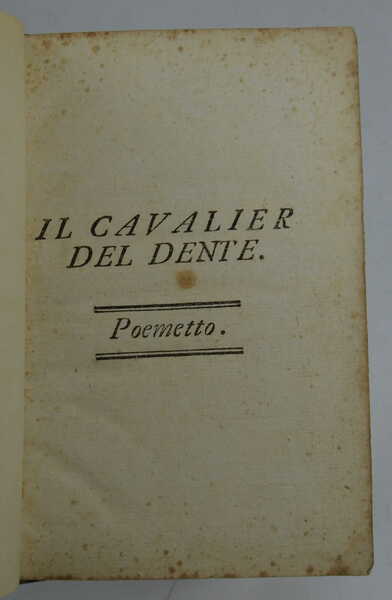 IL CAVALIER
DEL DENTE.
Poemetto.